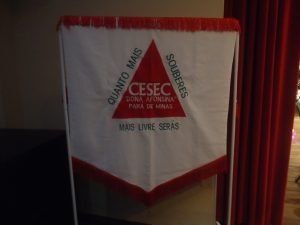 QUANTO MAIS
SOUBERES
CESEC
"DONA AFONSINA"
PARÁ DE MINAS
MAIS LIVRE SERÁS